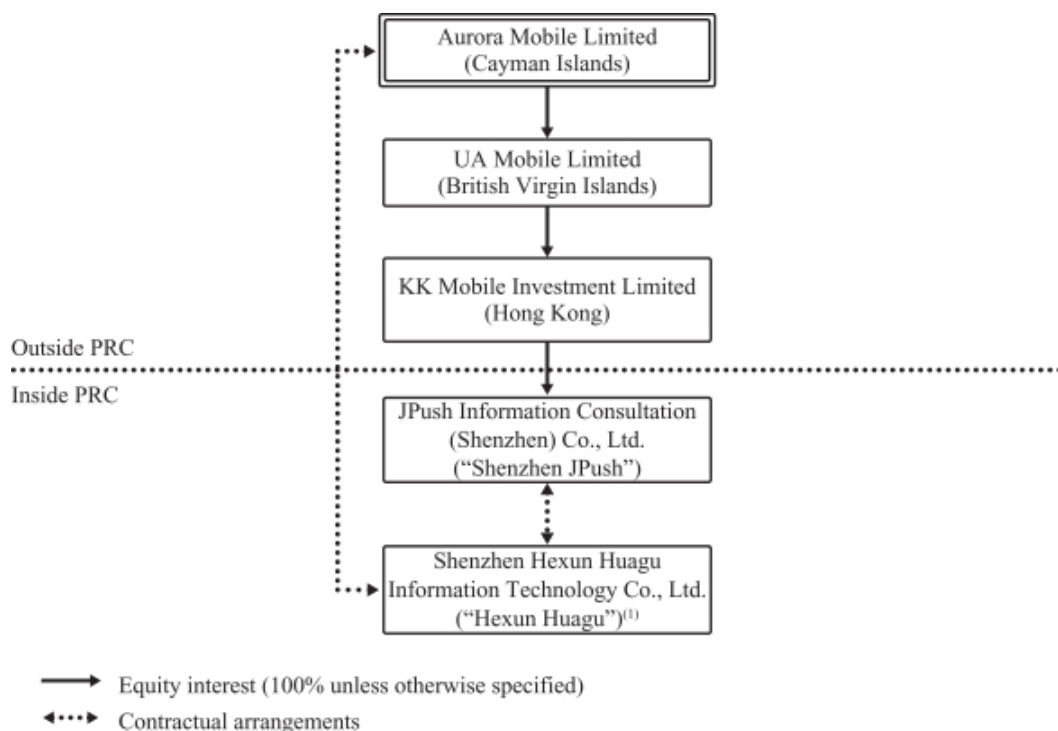 Aurora Mobile Limited
(Cayman Islands)
UA Mobile Limited
(British Virgin Islands)
KK Mobile Investment Limited
(Hong Kong)
Outside PRC
Inside PRC
JPush Information Consultation
(Shenzhen) Co., Ltd.
(“Shenzhen JPush”)
Shenzhen Hexun Huagu
Information Technology Co., Ltd.
(“Hexun Huagu”)(1)
Equity interest (100% unless otherwise specified)
Contractual arrangements